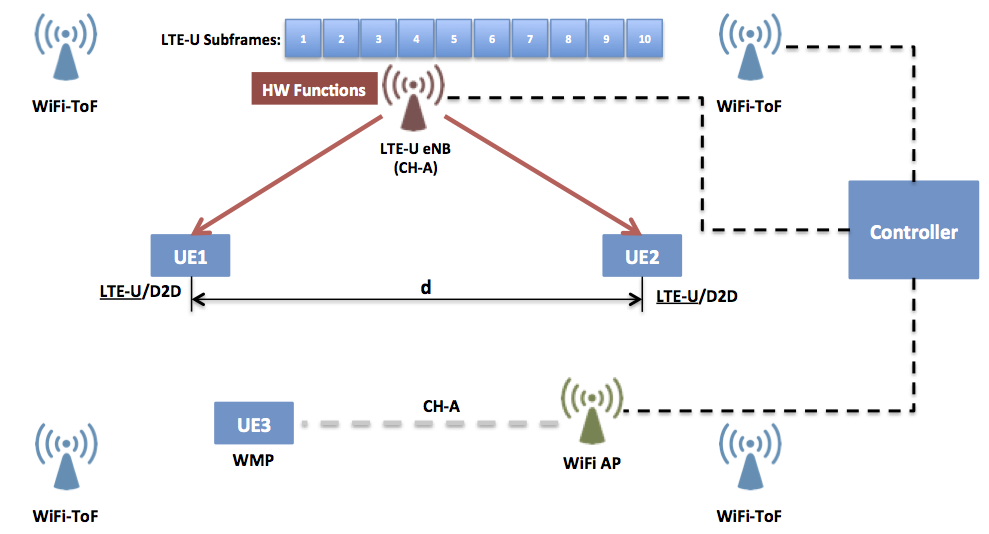 LTE-U Subframes: 1 2 3 4 5 6 7 8 9 10
WiFi-ToF
HW Functions
WiFi-ToF
LTE-U eNB
(CH-A)
Controller
UE1
UE2
LTE-U/D2D
d
LTE-U/D2D
CH-A
UE3
WMP
WiFi AP
WiFi-ToF
WiFi-ToF